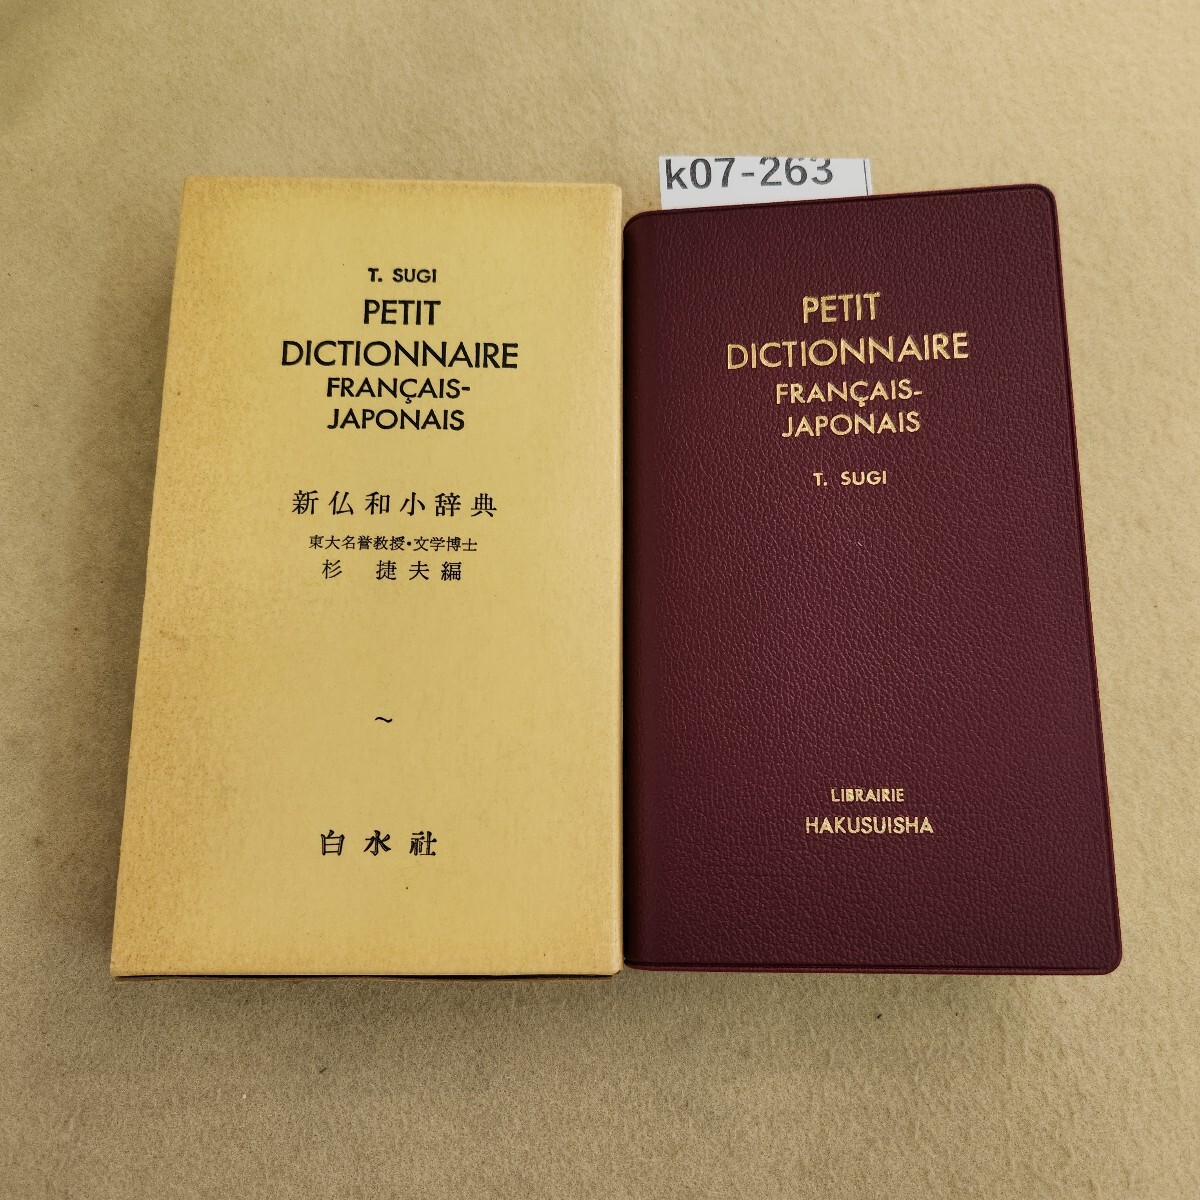 k07-263
T. SUGI
PETIT
DICTIONNAIRE
FRANÇAIS-
JAPONAIS
新仏和小辞典
東大名誉教授・文学博士
杉 捷夫編
~
白水社
PETIT
DICTIONNAIRE
FRANÇAIS-
JAPONAIS
T. SUGI
LIBRAIRIE
HAKUSUISHA